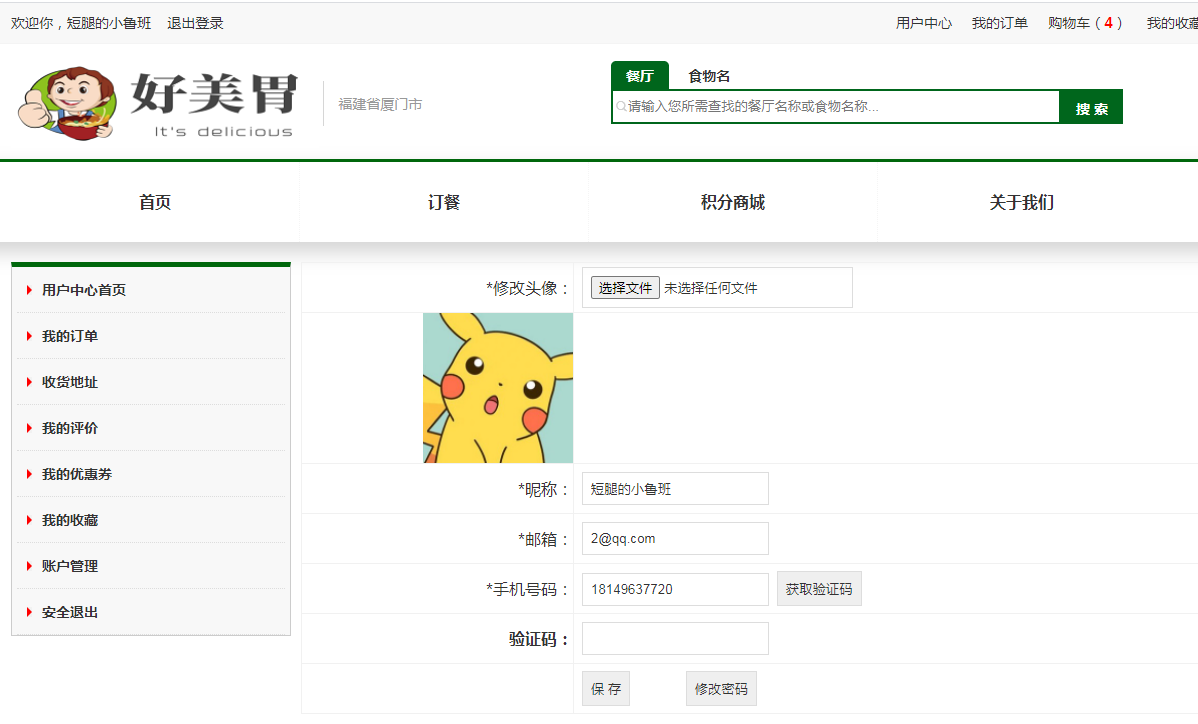 欢迎你，短腿的小鲁班 退出登录 用户中心 我的订单 购物车（4） 我的收藏
好美胃
It's delicious
福建省厦门市
餐厅 食物名
请输入您所需查找的餐厅名称或食物名称... 搜 索
首页 订餐 积分商城 关于我们
用户中心首页
我的订单
收货地址
我的评价
我的优惠券
我的收藏
账户管理
安全退出
*修改头像： 选择文件 未选择任何文件
*昵称： 短腿的小鲁班
*邮箱： 2@qq.com
*手机号码： 18149637720 获取验证码
验证码：
保 存 修改密码